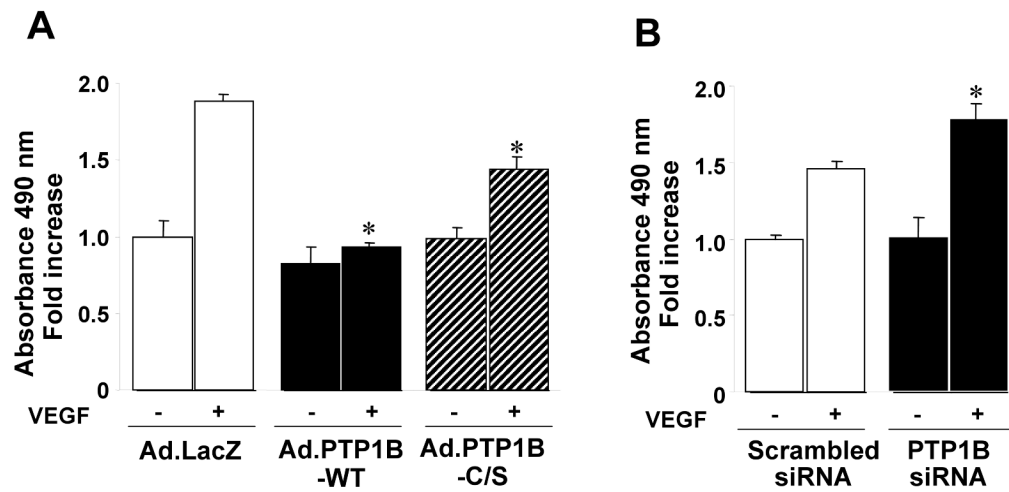 A
Absorbance 490 nm
Fold increase
2.0
1.5
1.0
0.5
0
*
*
VEGF - + - + - +
Ad.LacZ Ad.PTP1B Ad.PTP1B
-WT -C/S
B
Absorbance 490 nm
Fold increase
2.0
1.5
1.0
0.5
0
*
VEGF - + - +
Scrambled PTP1B
siRNA siRNA